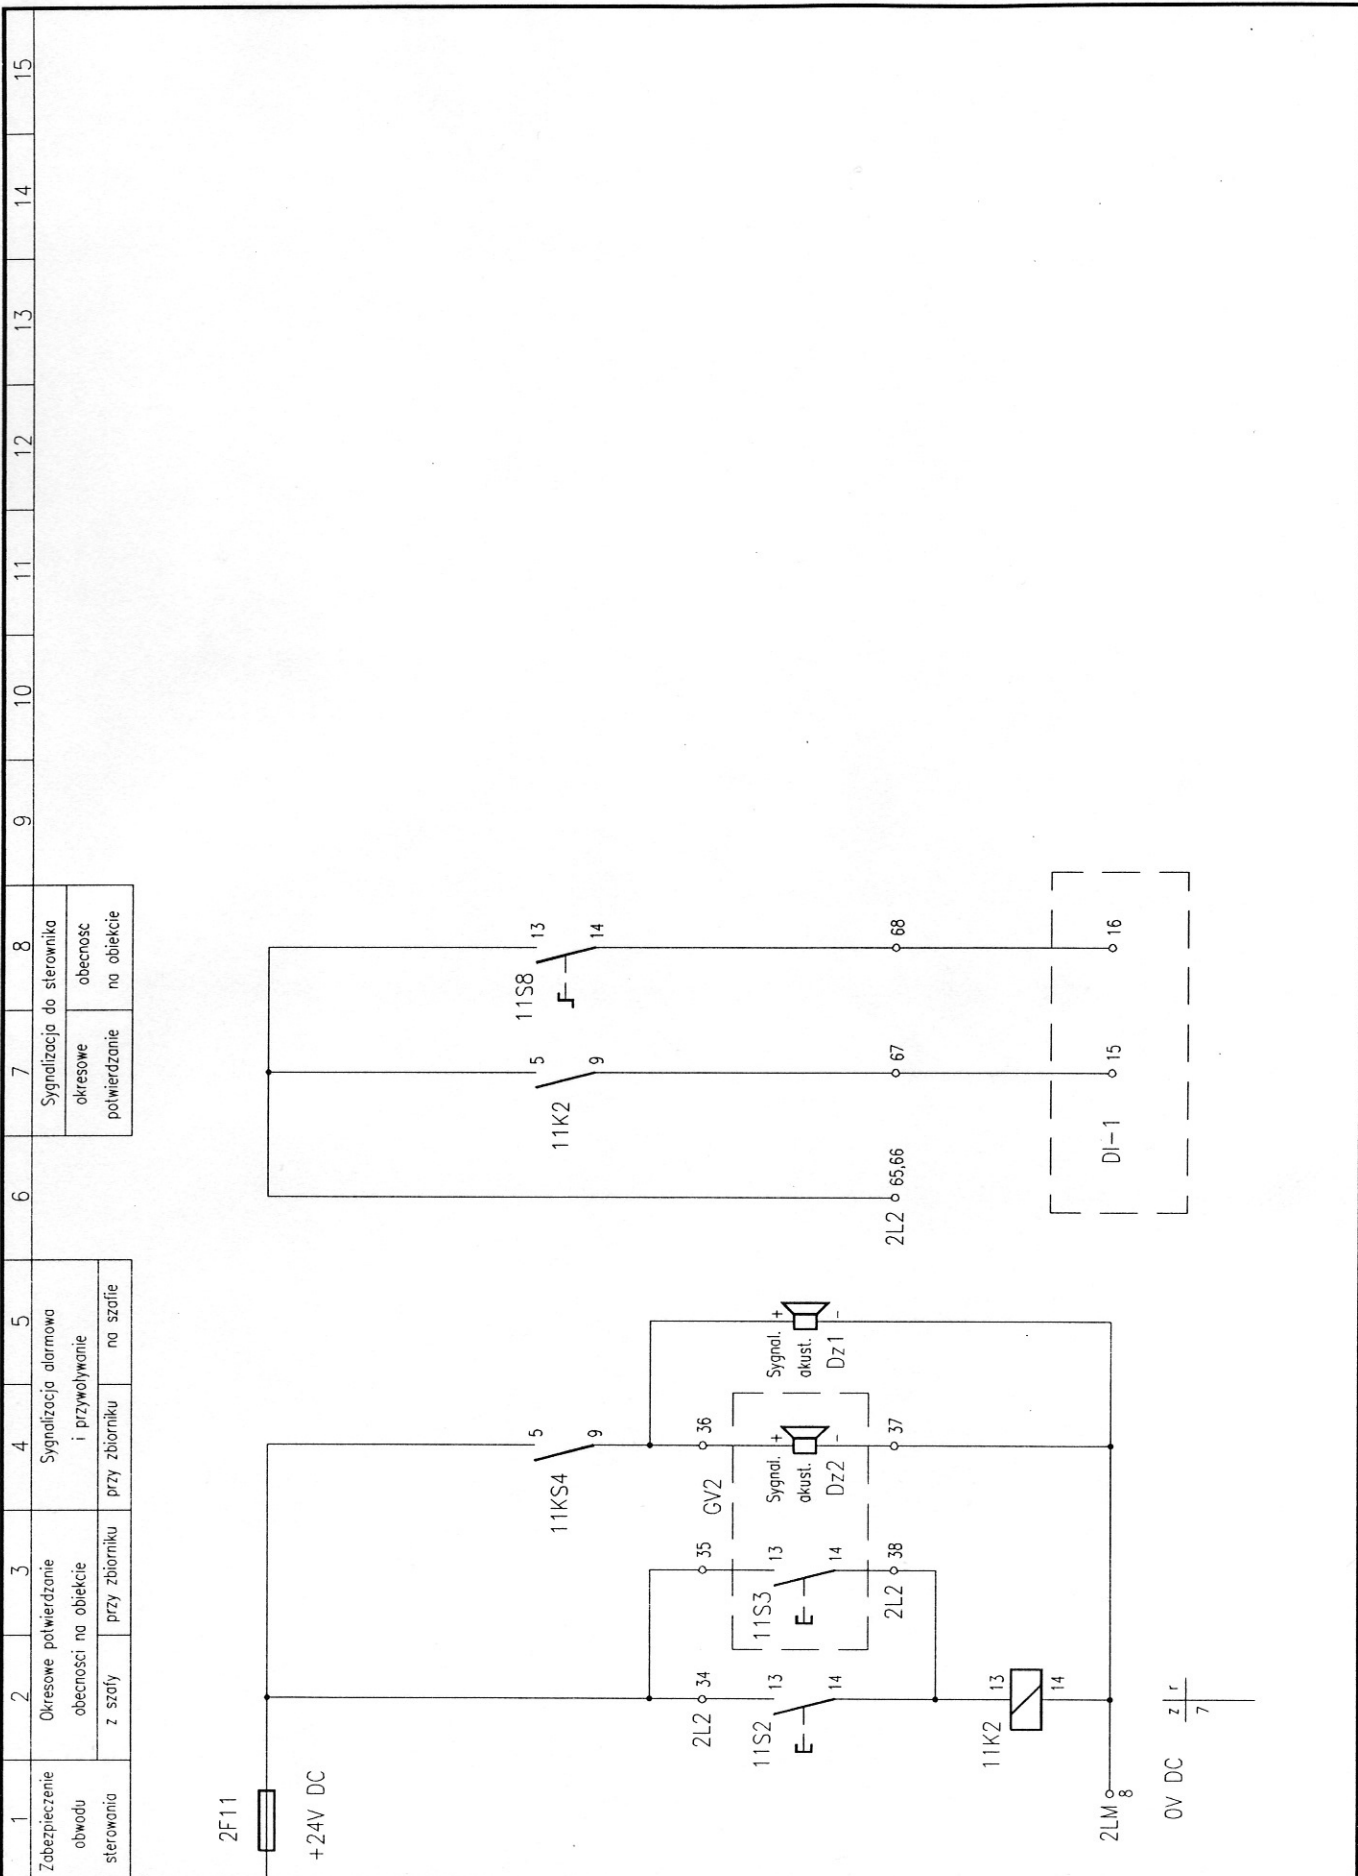 1 2 3 4 5 6 7 8 9 10 11 12 13 14 15
Zabezpieczenie
obwodu
sterowania
Okresowe potwierdzanie
obecności na obiekcie
z szafy
przy zbiorniku
Sygnalizacja alarmowa
i przywoływanie
przy zbiorniku
na szafie
Sygnalizacja do sterownika
okresowe
potwierdzanie
obecność
na obiekcie
2F11
+24V DC
5
11KS4
9
5
11K2
9
13
11S8
14
2L2 34
35
36
GV2
13
11S2
14
13
11S3
14
Sygnal. +
akust.
Dz2 -
Sygnal. +
akust.
Dz1 -
2L2 38
37
2L2 65,66
67
68
13
11K2
14
DI-1
15
16
2LM 8
0V DC
z r
7